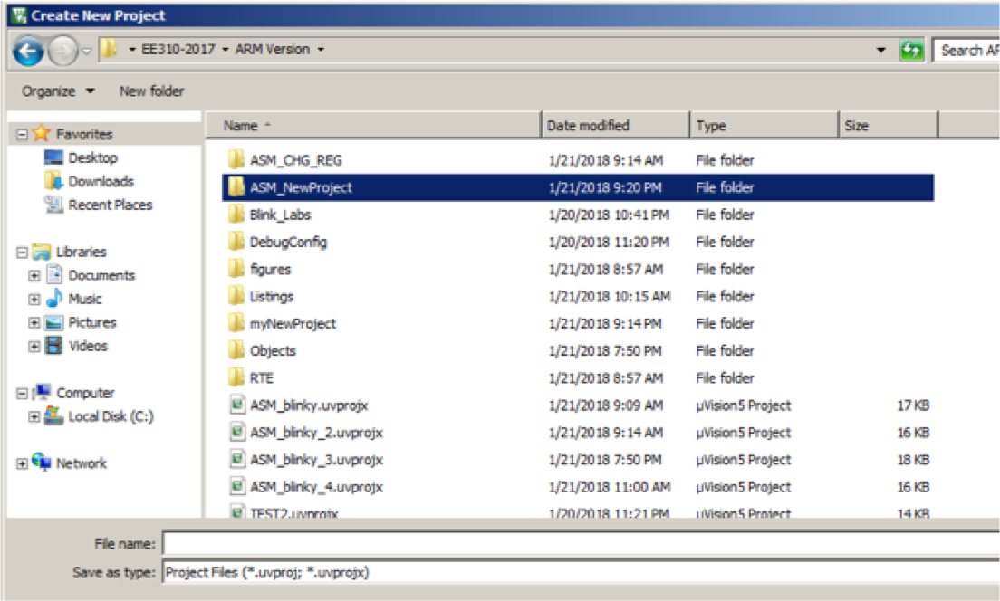 Create New Project
EE310-2017 ARM Version
Organize New folder
Name Date modified Type Size
Favorites
Desktop
Downloads
Recent Places
Libraries
Documents
Music
Pictures
Videos
Computer
Local Disk (C:)
Network
ASM_CHG_REG 1/21/2018 9:14 AM File folder
ASM_NewProject 1/21/2018 9:20 PM File folder
Blink_Labs 1/20/2018 10:41 PM File folder
DebugConfig 1/20/2018 11:20 PM File folder
figures 1/21/2018 8:57 AM File folder
Listings 1/21/2018 10:15 AM File folder
myNewProject 1/21/2018 9:14 PM File folder
Objects 1/21/2018 7:50 PM File folder
RTE 1/21/2018 8:57 AM File folder
ASM_blinky.uvprojx 1/21/2018 9:09 AM µVision5 Project 17 KB
ASM_blinky_2.uvprojx 1/21/2018 9:14 AM µVision5 Project 16 KB
ASM_blinky_3.uvprojx 1/21/2018 7:50 PM µVision5 Project 18 KB
ASM_blinky_4.uvprojx 1/21/2018 11:00 AM µVision5 Project 16 KB
TEST2.uvprojx 1/20/2018 11:21 PM µVision5 Project 14 KB
Search AR
File name:
Save as type: Project Files (*.uvproj; *.uvprojx)